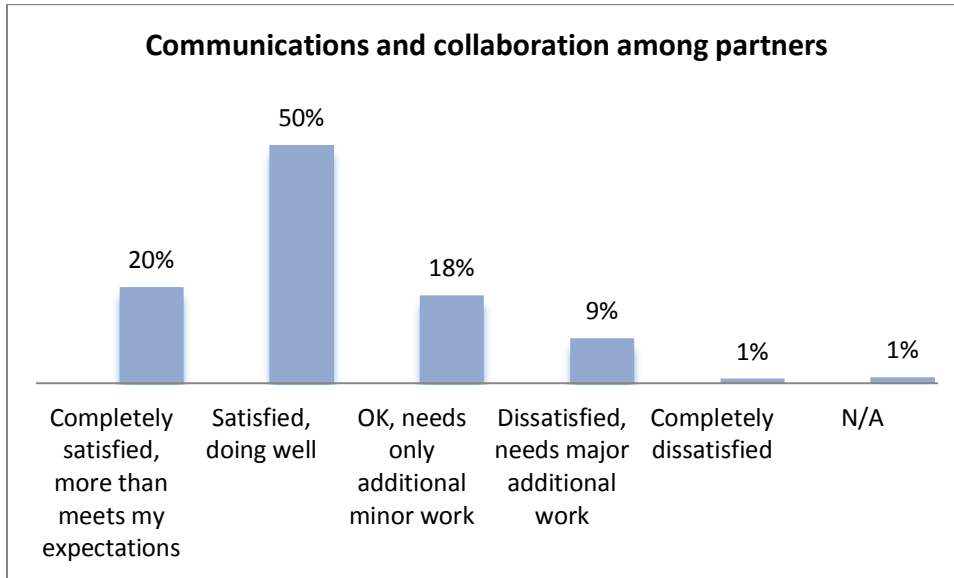 Communications and collaboration among partners
50%
20%
18%
9%
1%
1%
Completely
satisfied,
more than
meets my
expectations
Satisfied,
doing well
OK, needs
only
additional
minor work
Dissatisfied,
needs major
additional
work
Completely
dissatisfied
N/A